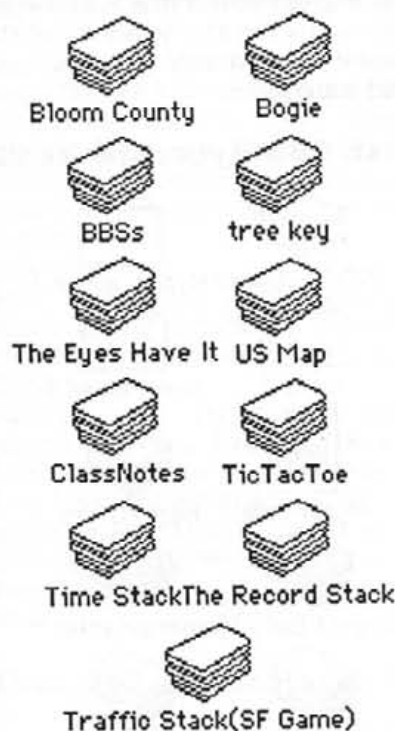 Bloom County Bogie
BBSs tree key
The Eyes Have It US Map
ClassNotes TicTacToe
Time StackThe Record Stack
Traffic Stack(SF Game)